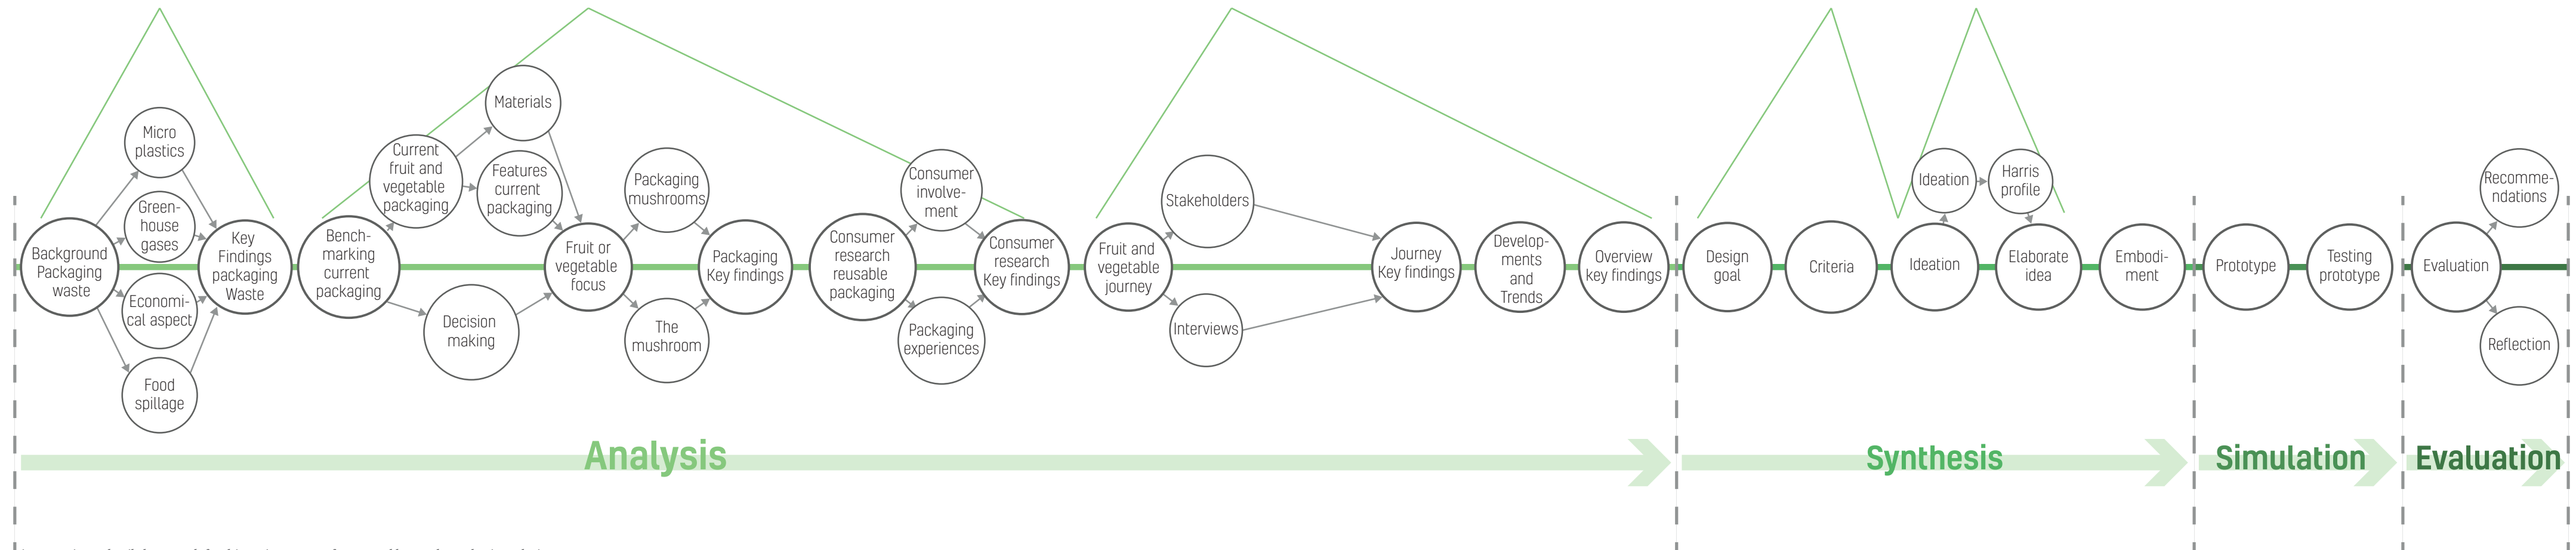 Background
Packaging
waste
Micro
plastics
Green-
house
gases
Economi-
cal aspect
Food
spillage
Key
Findings
packaging
Waste
Bench-
marking
current
packaging
Current
fruit and
vegetable
packaging
Materials
Features
current
packaging
Decision
making
Fruit or
vegetable
focus
Packaging
mushrooms
The
mushroom
Packaging
Key findings
Consumer
research
reusable
packaging
Consumer
involve-
ment
Packaging
experiences
Consumer
research
Key findings
Fruit and
vegetable
journey
Stakeholders
Interviews
Journey
Key findings
Develop-
ments
and
Trends
Overview
key findings
Design
goal
Criteria
Ideation
Ideation
Harris
profile
Elaborate
idea
Embodi-
ment
Prototype
Testing
prototype
Evaluation
Recomme-
ndations
Reflection
Analysis
Synthesis
Simulation
Evaluation